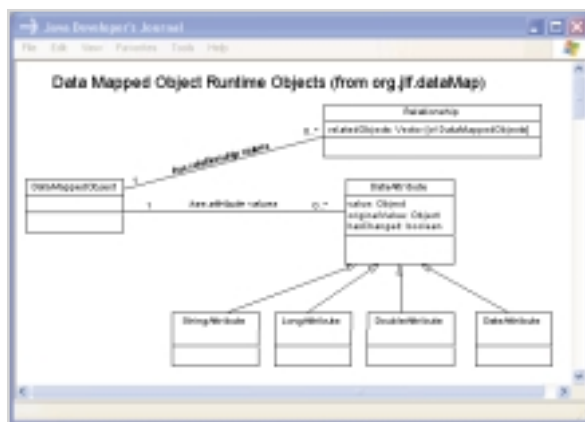 Java Developer's Journal
File Edit View Favorites Tools Help
Data Mapped Object Runtime Objects (from org.jlf.dataMap)
Relationship
relatedObjects: Vector [of DataMappedObjects]
0..*
has relationship
1
DataMappedObject
1
has attribute values
0..*
DataAttribute
value: Object
originalValue: Object
hasChanged: boolean
StringAttribute
LongAttribute
DoubleAttribute
DateAttribute